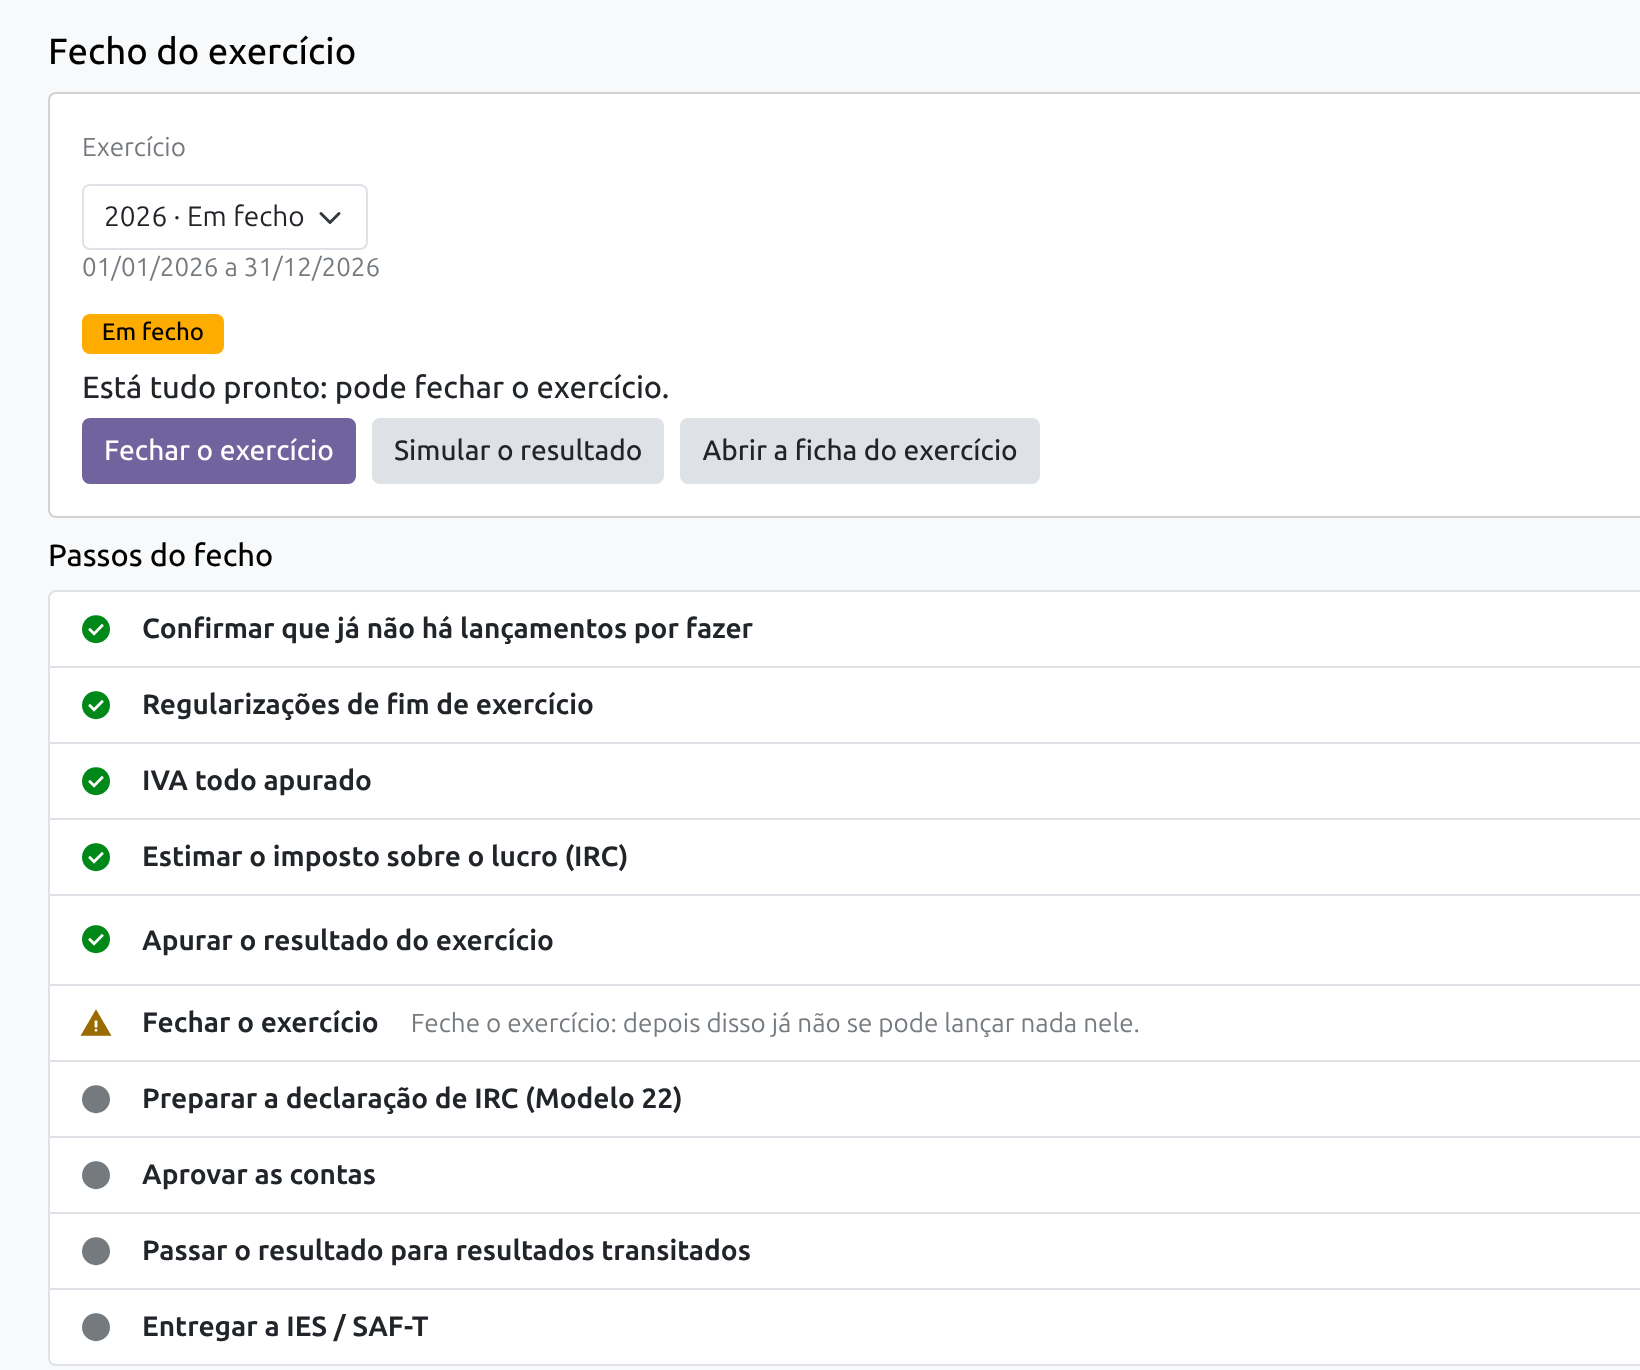 Fecho do exercício
Exercício
2026 · Em fecho
01/01/2026 a 31/12/2026
Em fecho
Está tudo pronto: pode fechar o exercício.
Fechar o exercício
Simular o resultado
Abrir a ficha do exercício
Passos do fecho
Confirmar que já não há lançamentos por fazer
Regularizações de fim de exercício
IVA todo apurado
Estimar o imposto sobre o lucro (IRC)
Apurar o resultado do exercício
Fechar o exercício Feche o exercício: depois disso já não se pode lançar nada nele.
Preparar a declaração de IRC (Modelo 22)
Aprovar as contas
Passar o resultado para resultados transitados
Entregar a IES / SAF-T